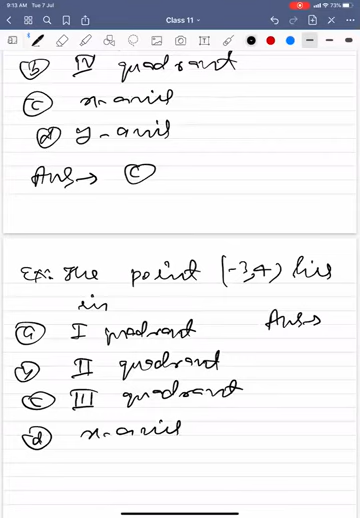 9:13 AM Tue 7 Jul
73%
Class 11
(b) IV quadrant
(c) x-axis
(d) y-axis
Ans → (c)
Ex: The point (-3,4) lies
in
Ans →
(a) I quadrant
(b) II quadrant
(c) III quadrant
(d) x-axis